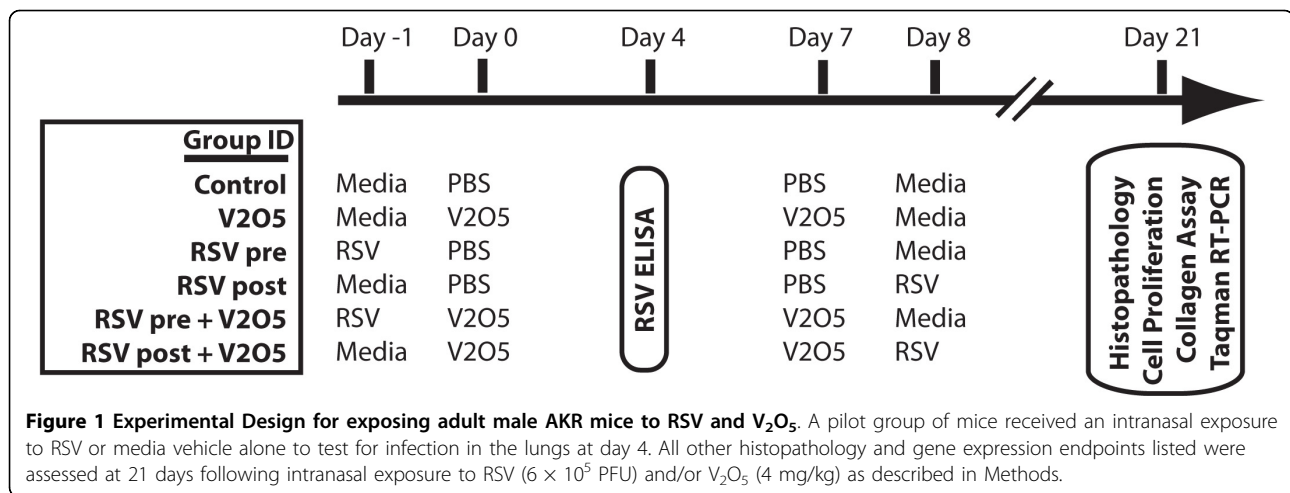 Day -1 Day 0 Day 4 Day 7 Day 8 Day 21
Group ID
Control Media PBS PBS Media
V2O5 Media V2O5 V2O5 Media
RSV pre RSV PBS PBS Media
RSV post Media PBS PBS RSV
RSV pre + V2O5 RSV V2O5 V2O5 Media
RSV post + V2O5 Media V2O5 V2O5 RSV
RSV ELISA
Histopathology
Cell Proliferation
Collagen Assay
Taqman RT-PCR
Figure 1 Experimental Design for exposing adult male AKR mice to RSV and V₂O₅. A pilot group of mice received an intranasal exposure
to RSV or media vehicle alone to test for infection in the lungs at day 4. All other histopathology and gene expression endpoints listed were
assessed at 21 days following intranasal exposure to RSV (6 × 10⁵ PFU) and/or V₂O₅ (4 mg/kg) as described in Methods.